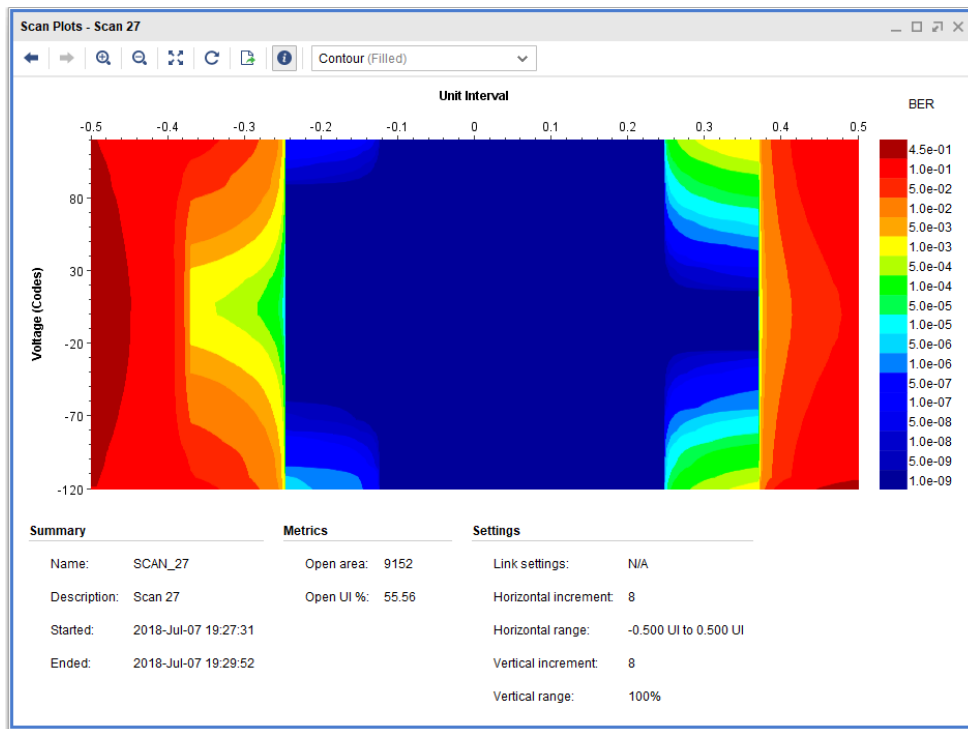 Scan Plots - Scan 27
Contour (Filled)
Unit Interval
BER
-0.5 -0.4 -0.3 -0.2 -0.1 0 0.1 0.2 0.3 0.4 0.5
Voltage (Codes)
80
30
-20
-70
-120
4.5e-01
1.0e-01
5.0e-02
1.0e-02
5.0e-03
1.0e-03
5.0e-04
1.0e-04
5.0e-05
1.0e-05
5.0e-06
1.0e-06
5.0e-07
1.0e-07
5.0e-08
1.0e-08
5.0e-09
1.0e-09
Summary
Name: SCAN_27
Description: Scan 27
Started: 2018-Jul-07 19:27:31
Ended: 2018-Jul-07 19:29:52
Metrics
Open area: 9152
Open UI %: 55.56
Settings
Link settings: N/A
Horizontal increment: 8
Horizontal range: -0.500 UI to 0.500 UI
Vertical increment: 8
Vertical range: 100%